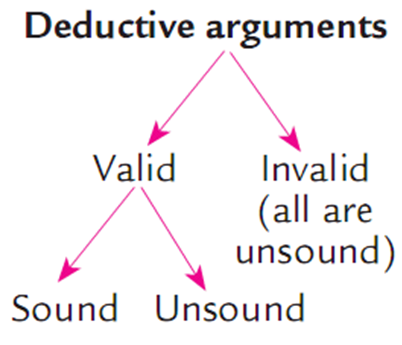 Deductive arguments
Valid
Invalid
(all are
unsound)
Sound
Unsound